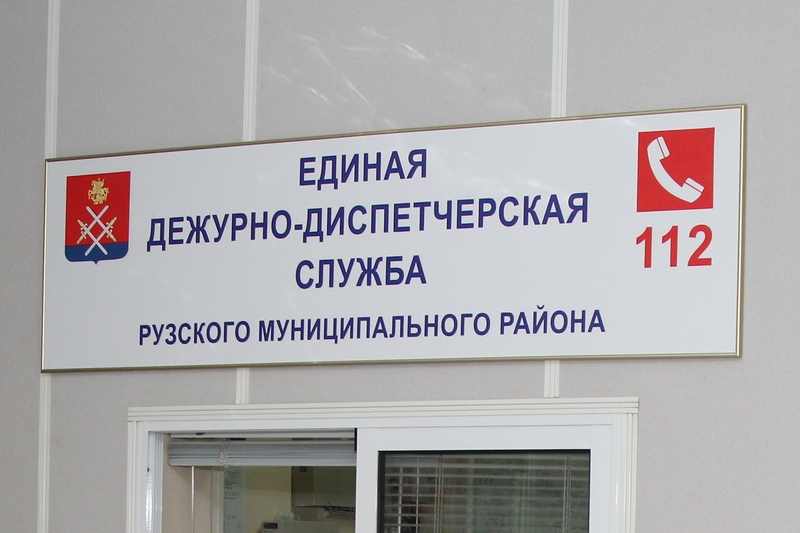 ЕДИНАЯ
ДЕЖУРНО-ДИСПЕТЧЕРСКАЯ
СЛУЖБА
РУЗСКОГО МУНИЦИПАЛЬНОГО РАЙОНА
112